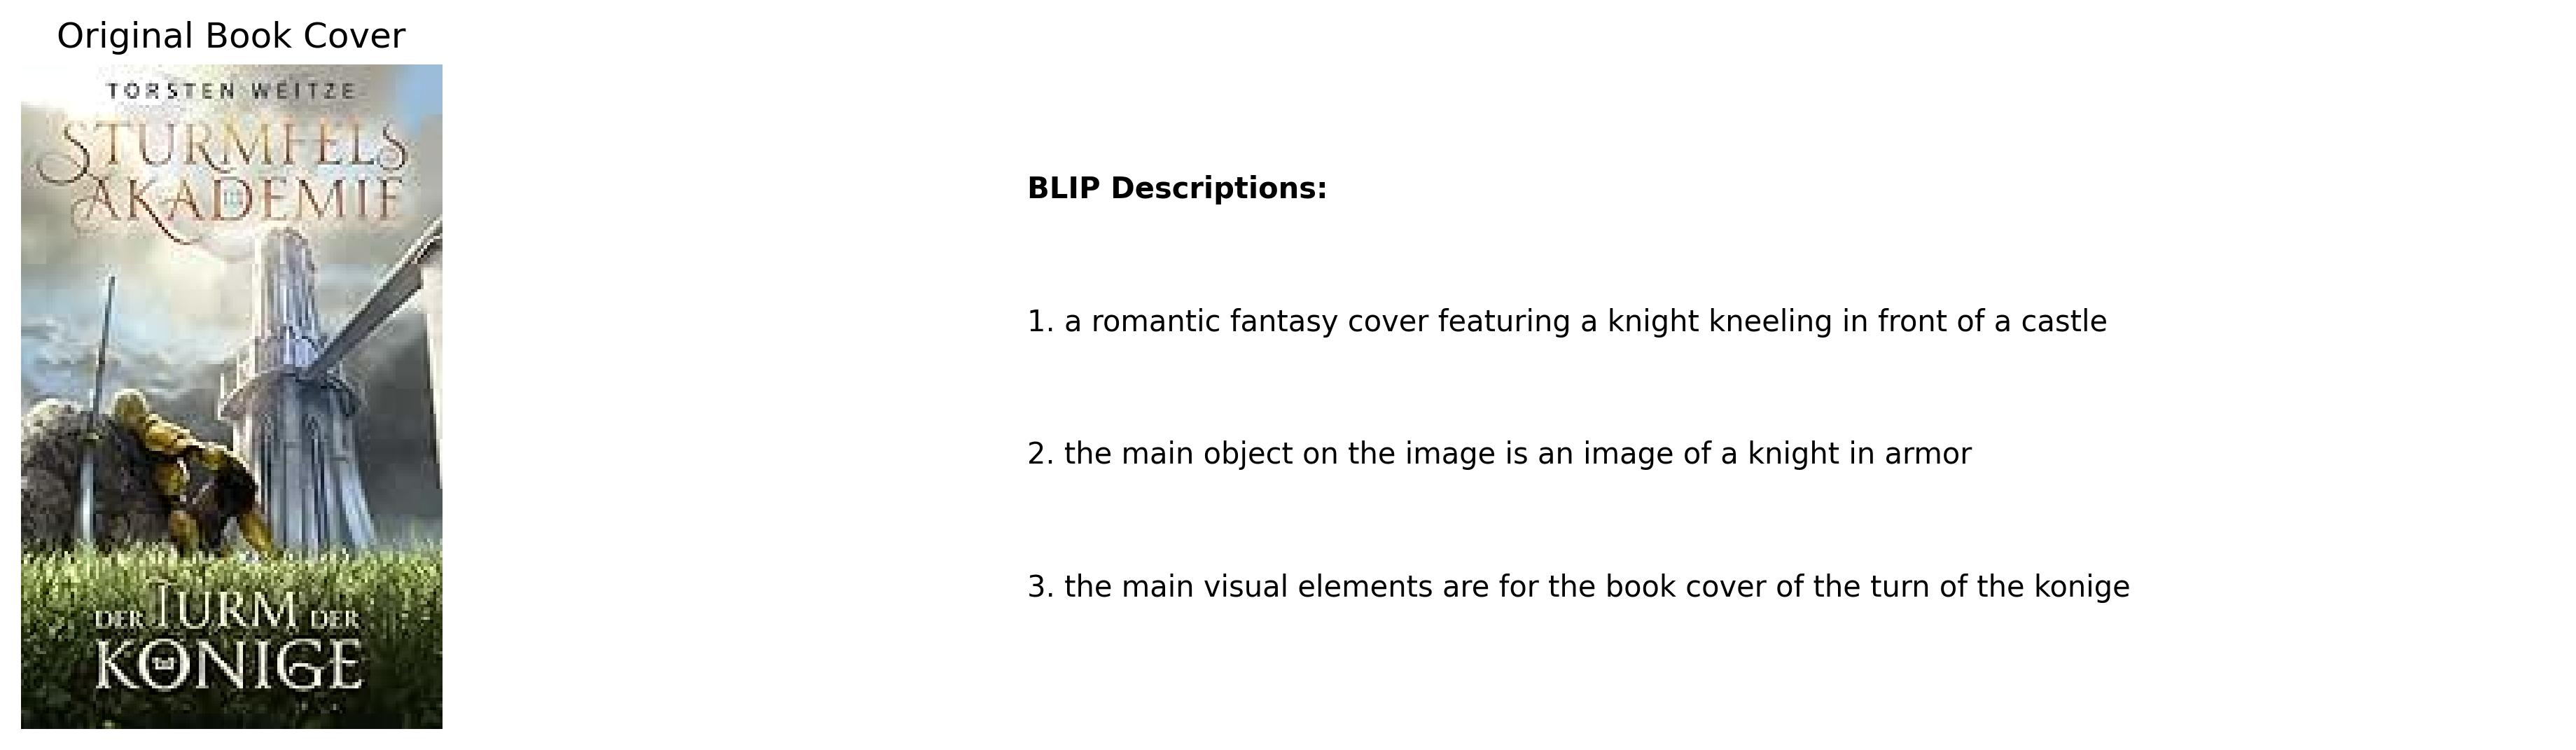 Original Book Cover
TORSTEN WEITZE
STURMFELS
AKADEMIE
DER TURM DER
KÖNIGE
BLIP Descriptions:
1. a romantic fantasy cover featuring a knight kneeling in front of a castle
2. the main object on the image is an image of a knight in armor
3. the main visual elements are for the book cover of the turn of the konige